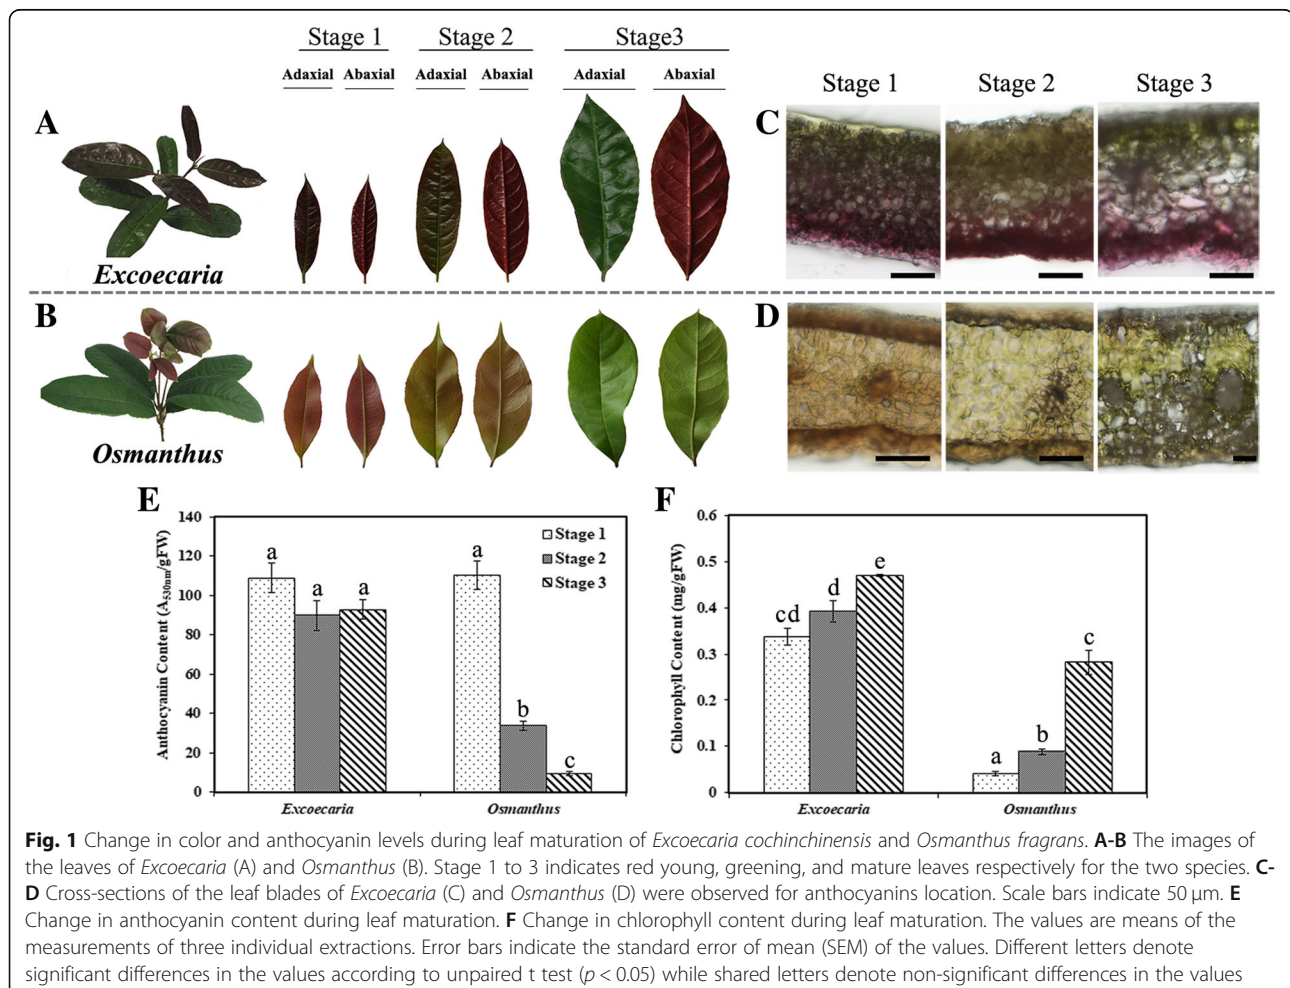 Stage 1 Stage 2 Stage3
Adaxial Abaxial Adaxial Abaxial Adaxial Abaxial
Stage 1 Stage 2 Stage 3
A
Excoecaria
C
B
Osmanthus
D
E
Anthocyanin Content (A530nm/gFW)
140
120
100
80
60
40
20
0
a a a
a b c
Stage 1
Stage 2
Stage 3
Excoecaria Osmanthus
F
Chlorophyll Content (mg/gFW)
0.6
0.5
0.4
0.3
0.2
0.1
0
cd d e
a b c
Excoecaria Osmanthus
Fig. 1 Change in color and anthocyanin levels during leaf maturation of Excoecaria cochinchinensis and Osmanthus fragrans. A-B The images of
the leaves of Excoecaria (A) and Osmanthus (B). Stage 1 to 3 indicates red young, greening, and mature leaves respectively for the two species. C-
D Cross-sections of the leaf blades of Excoecaria (C) and Osmanthus (D) were observed for anthocyanins location. Scale bars indicate 50 μm. E
Change in anthocyanin content during leaf maturation. F Change in chlorophyll content during leaf maturation. The values are means of the
measurements of three individual extractions. Error bars indicate the standard error of mean (SEM) of the values. Different letters denote
significant differences in the values according to unpaired t test (p < 0.05) while shared letters denote non-significant differences in the values